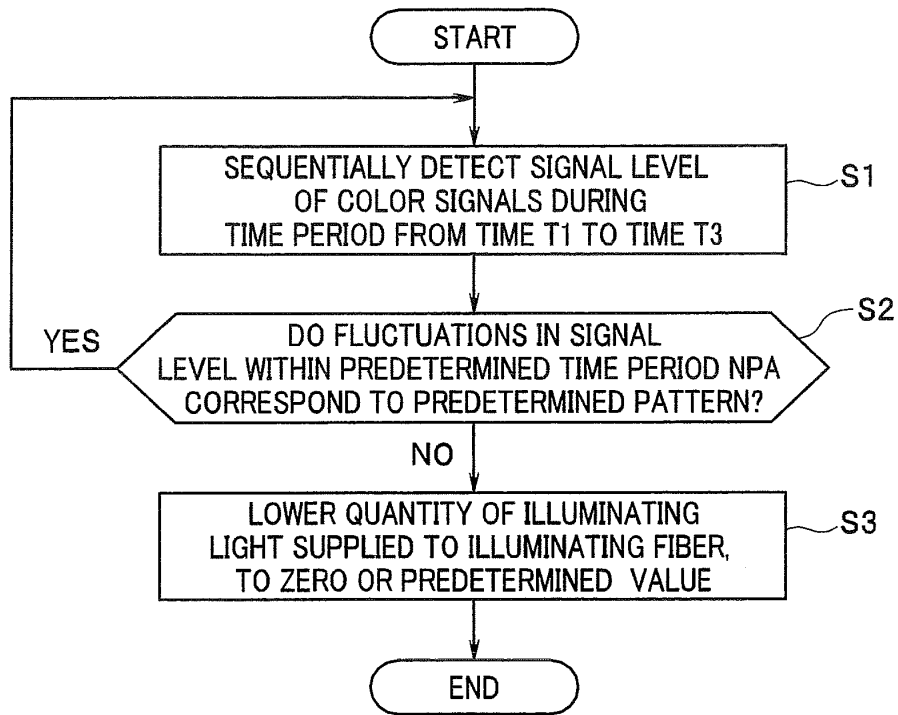 START
SEQUENTIALLY DETECT SIGNAL LEVEL
OF COLOR SIGNALS DURING
TIME PERIOD FROM TIME T1 TO TIME T3
S1
S2
DO FLUCTUATIONS IN SIGNAL
LEVEL WITHIN PREDETERMINED TIME PERIOD NPA
CORRESPOND TO PREDETERMINED PATTERN?
YES
NO
LOWER QUANTITY OF ILLUMINATING
LIGHT SUPPLIED TO ILLUMINATING FIBER,
TO ZERO OR PREDETERMINED VALUE
S3
END